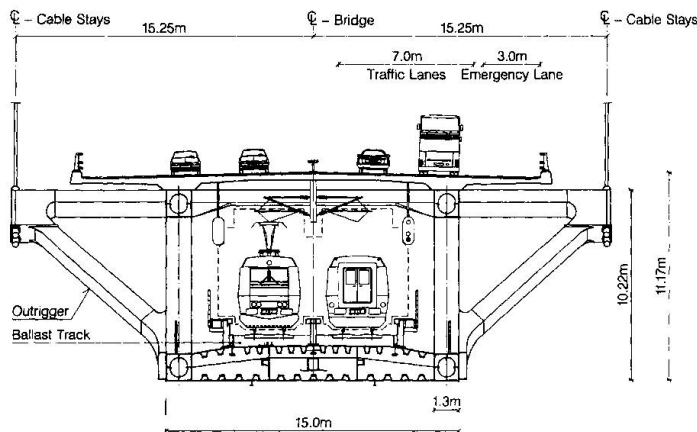 ℄ – Cable Stays
℄ – Bridge
℄ – Cable Stays
15.25m
15.25m
7.0m
3.0m
Traffic Lanes
Emergency Lane
10.22m
11.17m
Outrigger
Ballast Track
1.3m
15.0m